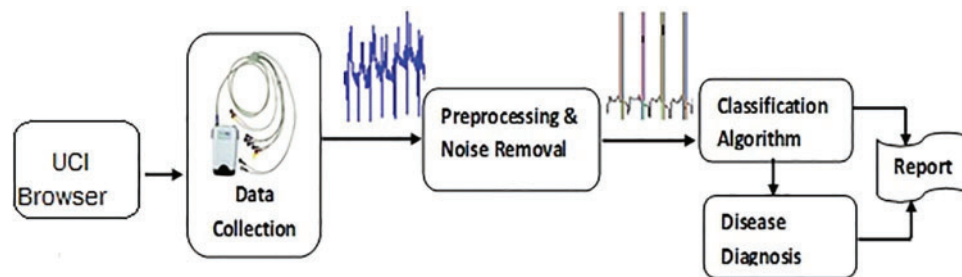 UCI
Browser
Data
Collection
Preprocessing &
Noise Removal
Classification
Algorithm
Disease
Diagnosis
Report